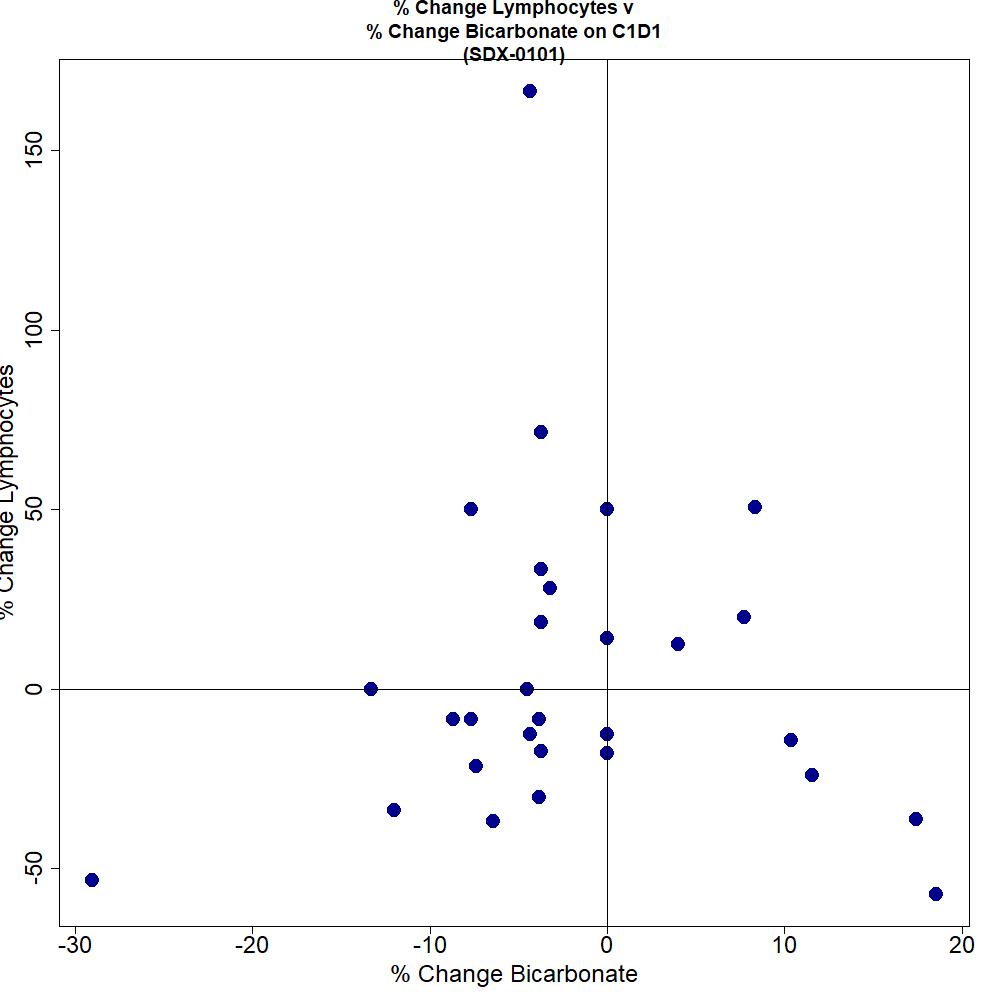 % Change Lymphocytes v
% Change Bicarbonate on C1D1
(SDX-0101)
150
100
50
0
-50
% Change Lymphocytes
-30 -20 -10 0 10 20
% Change Bicarbonate